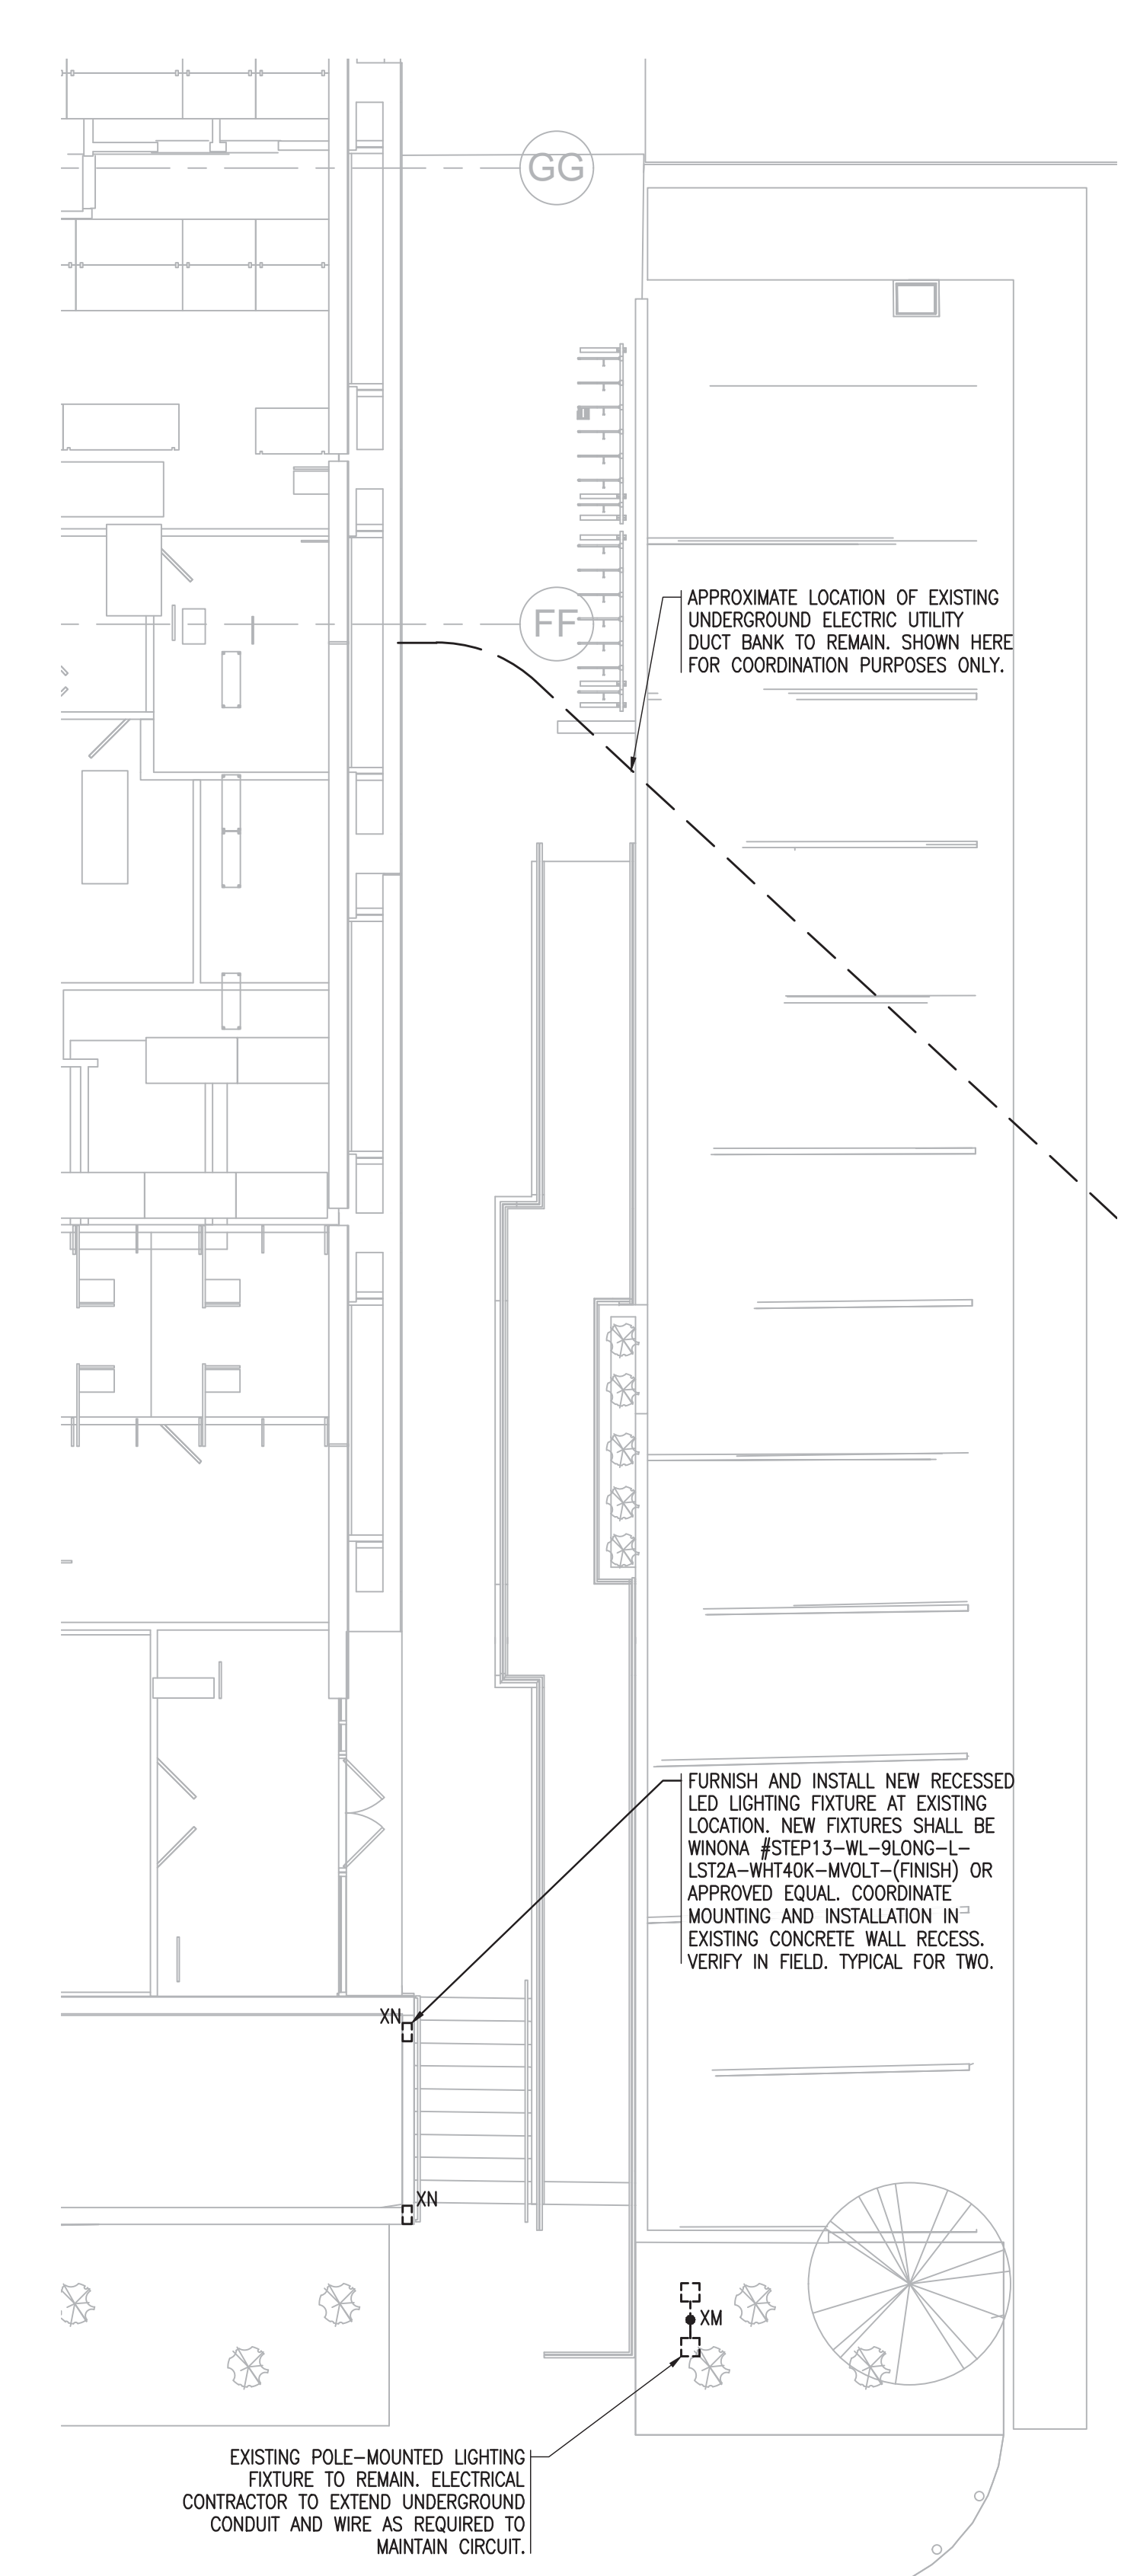 GG
FF
APPROXIMATE LOCATION OF EXISTING
UNDERGROUND ELECTRIC UTILITY
DUCT BANK TO REMAIN. SHOWN HERE
FOR COORDINATION PURPOSES ONLY.
FURNISH AND INSTALL NEW RECESSED
LED LIGHTING FIXTURE AT EXISTING
LOCATION. NEW FIXTURES SHALL BE
WINONA #STEP13-WL-9LONG-L-
LST2A-WHT40K-MVOLT-(FINISH) OR
APPROVED EQUAL. COORDINATE
MOUNTING AND INSTALLATION IN
EXISTING CONCRETE WALL RECESS.
VERIFY IN FIELD. TYPICAL FOR TWO.
XN
XN
XM
EXISTING POLE-MOUNTED LIGHTING
FIXTURE TO REMAIN. ELECTRICAL
CONTRACTOR TO EXTEND UNDERGROUND
CONDUIT AND WIRE AS REQUIRED TO
MAINTAIN CIRCUIT.